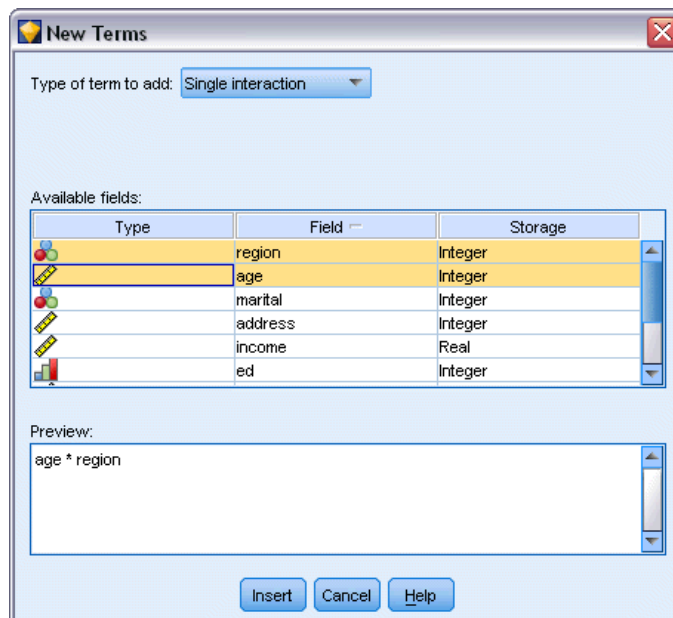 New Terms
Type of term to add: Single interaction
Available fields:
Type Field Storage
region Integer
age Integer
marital Integer
address Integer
income Real
ed Integer
Preview:
age * region
Insert Cancel Help